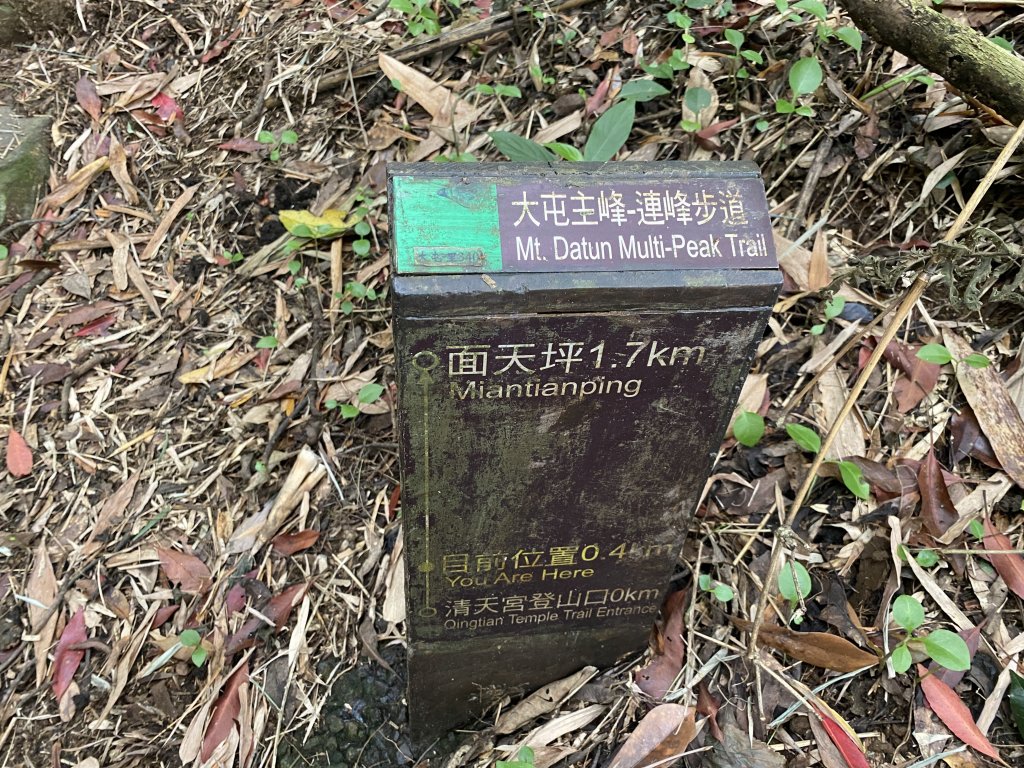 大屯主峰-連峰步道
Mt. Datun Multi-Peak Trail
面天坪1.7km
Miantianping
目前位置0.4km
You Are Here
清天宮登山口0km
Qingtian Temple Trail Entrance